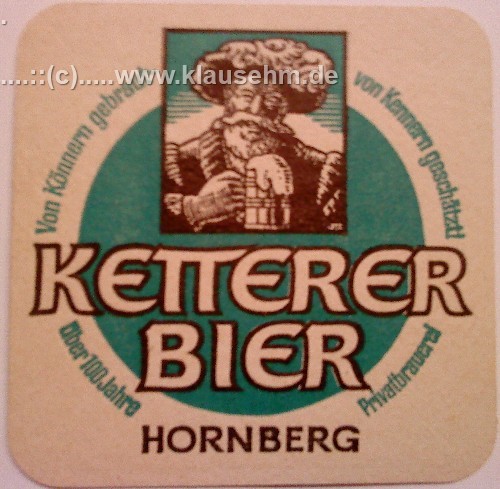 ....::(c).....www.klausehm.de
Von Könnern gebraut
von Kennern geschätzt!
KETTERER
BIER
über 100 Jahre
Privatbrauerei
HORNBERG